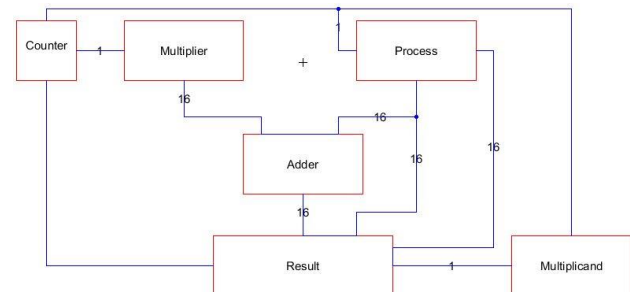 1
Counter
1
Multiplier
+
Process
16
16
16
16
Adder
16
Result
1
Multiplicand